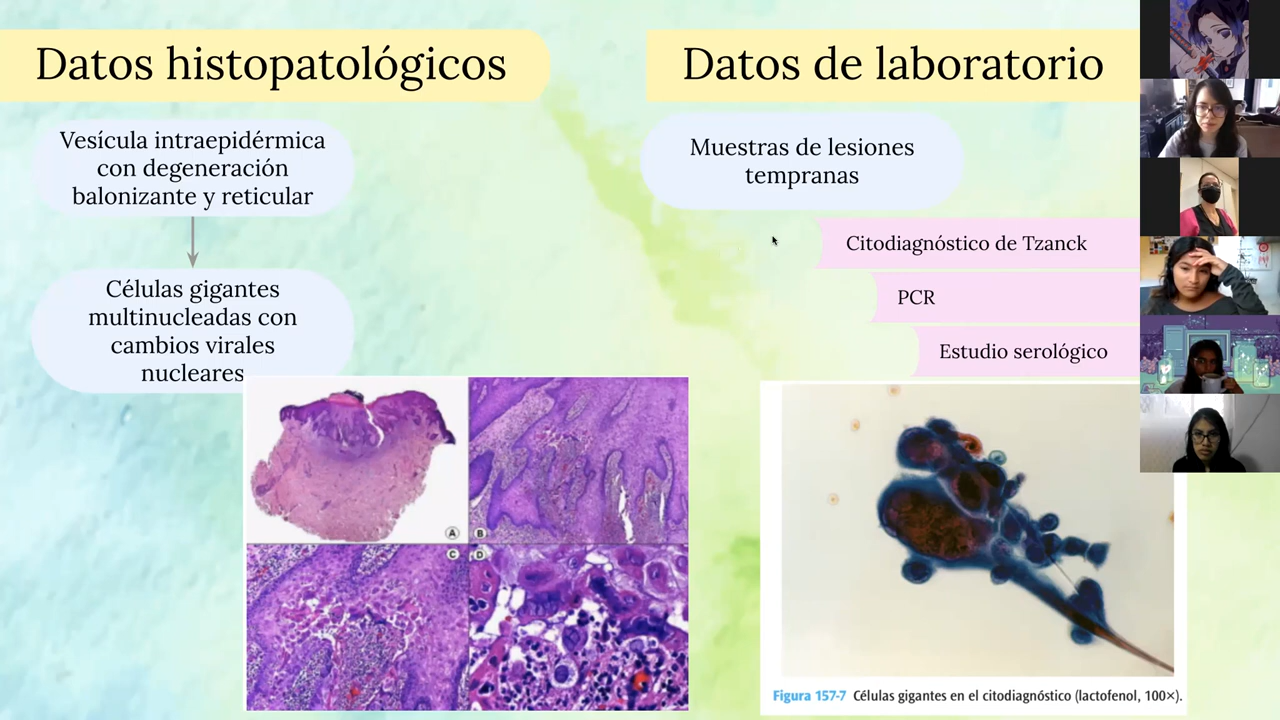 Datos histopatológicos
Vesícula intraepidérmica
con degeneración
balonizante y reticular
Células gigantes
multinucleadas con
cambios virales
nucleares
A
B
C
D
Datos de laboratorio
Muestras de lesiones
tempranas
Citodiagnóstico de Tzanck
PCR
Estudio serológico
Figura 157-7 Células gigantes en el citodiagnóstico (lactofenol, 100×).